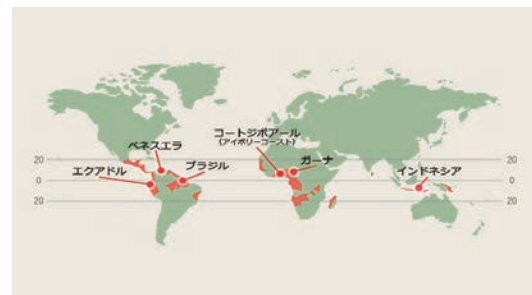 コートジボアール
(アイボリーコースト)
ベネスエラ
ガーナ
ブラジル
エクアドル
インドネシア
20 20
0 0
20 20